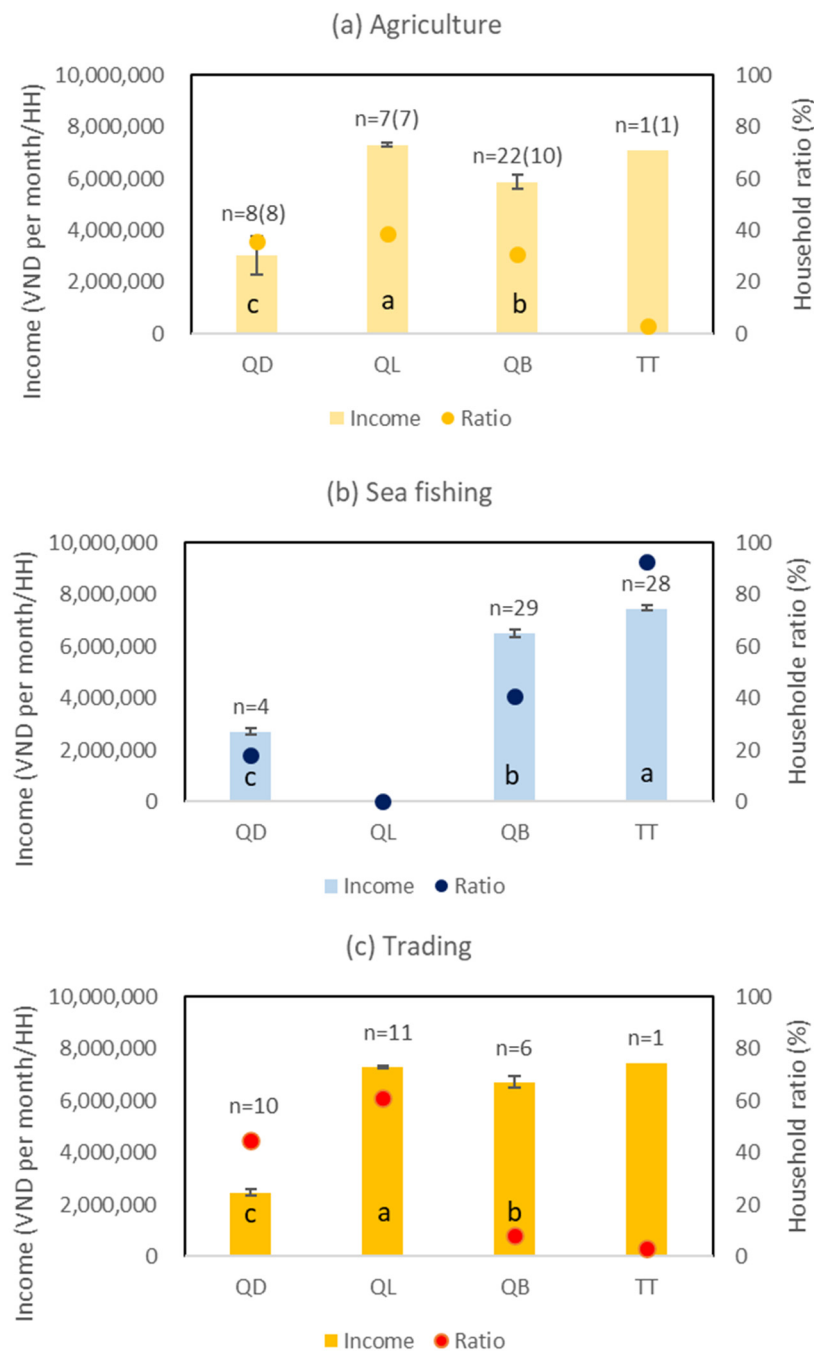 (a) Agriculture
Income (VND per month/HH)
Household ratio (%)
10,000,000
8,000,000
6,000,000
4,000,000
2,000,000
0
100
80
60
40
20
0
n=8(8)
n=7(7)
n=22(10)
n=1(1)
c
a
b
QD
QL
QB
TT
Income
Ratio
(b) Sea fishing
Income (VND per month/HH)
Householde ratio (%)
10,000,000
8,000,000
6,000,000
4,000,000
2,000,000
0
100
80
60
40
20
0
n=4
n=29
n=28
c
b
a
QD
QL
QB
TT
Income
Ratio
(c) Trading
Income (VND per month/HH)
Household ratio (%)
10,000,000
8,000,000
6,000,000
4,000,000
2,000,000
0
100
80
60
40
20
0
n=10
n=11
n=6
n=1
c
a
b
QD
QL
QB
TT
Income
Ratio